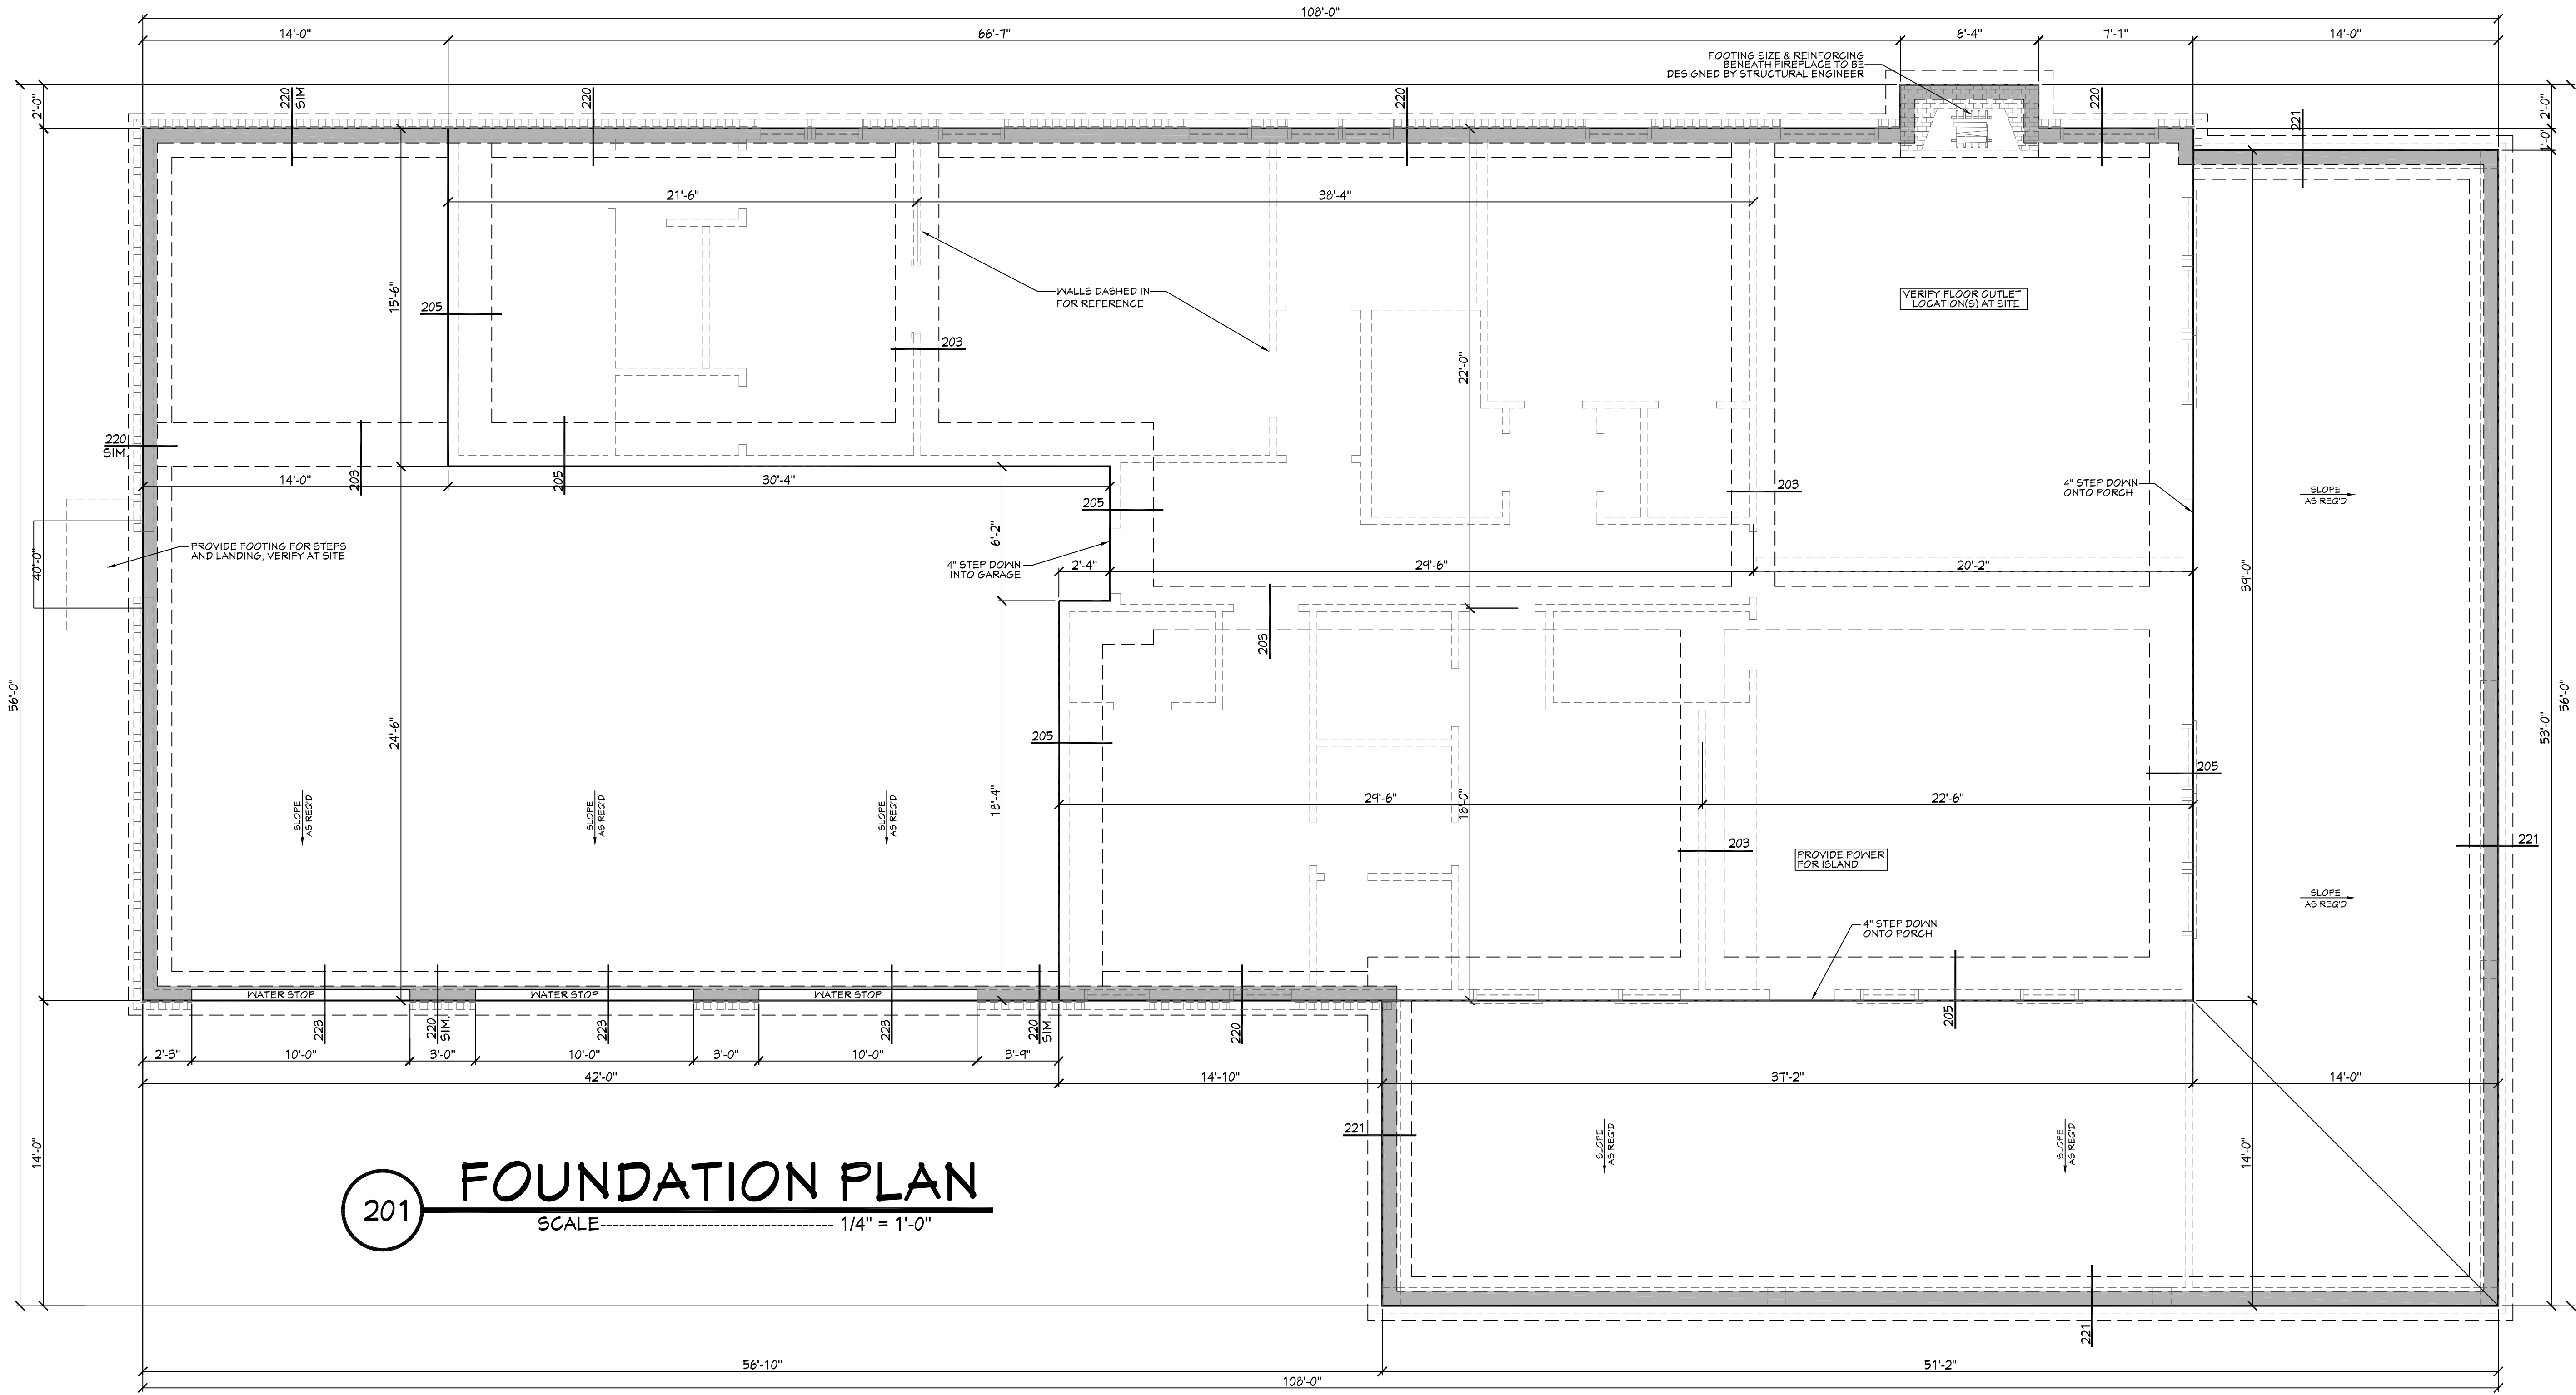 108'-0"
14'-0"
66'-7"
6'-4"
7'-1"
14'-0"
FOOTING SIZE & REINFORCING
BENEATH FIREPLACE TO BE
DESIGNED BY STRUCTURAL ENGINEER
2'-0"
220
SIM
220
220
220
221
2'-0"
1'-0"
21'-6"
38'-4"
15'-6"
205
WALLS DASHED IN
FOR REFERENCE
203
VERIFY FLOOR OUTLET
LOCATION(S) AT SITE
22'-0"
220
SIM.
203
205
14'-0"
30'-4"
205
203
4" STEP DOWN
ONTO PORCH
SLOPE
AS REQ'D
40'-0"
PROVIDE FOOTING FOR STEPS
AND LANDING, VERIFY AT SITE
6'-2"
4" STEP DOWN
INTO GARAGE
2'-4"
29'-6"
20'-2"
39'-0"
203
56'-0"
24'-6"
205
205
53'-0"
56'-0"
18'-4"
29'-6"
18'-0"
22'-6"
SLOPE
AS REQ'D
SLOPE
AS REQ'D
SLOPE
AS REQ'D
203
PROVIDE POWER
FOR ISLAND
221
SLOPE
AS REQ'D
4" STEP DOWN
ONTO PORCH
WATER STOP
WATER STOP
WATER STOP
223
220
SIM.
223
223
220
SIM.
220
205
2'-3"
10'-0"
3'-0"
10'-0"
3'-0"
10'-0"
3'-9"
42'-0"
14'-10"
37'-2"
14'-0"
14'-0"
221
SLOPE
AS REQ'D
SLOPE
AS REQ'D
14'-0"
201
FOUNDATION PLAN
SCALE------------------------------------- 1/4" = 1'-0"
221
56'-10"
51'-2"
108'-0"